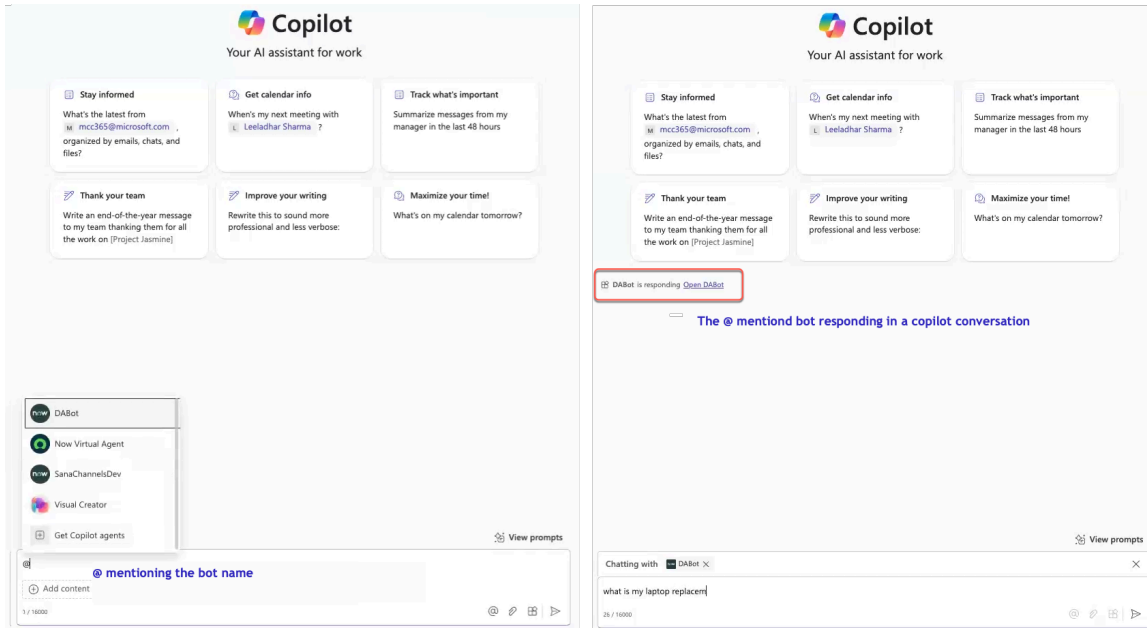 Copilot
Your AI assistant for work
Stay informed
What's the latest from
M mcc365@microsoft.com ,
organized by emails, chats, and
files?
Get calendar info
When's my next meeting with
L Leeladhar Sharma ?
Track what's important
Summarize messages from my
manager in the last 48 hours
Thank your team
Write an end-of-the-year message
to my team thanking them for all
the work on [Project Jasmine]
Improve your writing
Rewrite this to sound more
professional and less verbose:
Maximize your time!
What's on my calendar tomorrow?
now DABot
Now Virtual Agent
now SanaChannelsDev
Visual Creator
Get Copilot agents
View prompts
@
@ mentioning the bot name
Add content
1 / 16000
Copilot
Your AI assistant for work
Stay informed
What's the latest from
M mcc365@microsoft.com ,
organized by emails, chats, and
files?
Get calendar info
When's my next meeting with
L Leeladhar Sharma ?
Track what's important
Summarize messages from my
manager in the last 48 hours
Thank your team
Write an end-of-the-year message
to my team thanking them for all
the work on [Project Jasmine]
Improve your writing
Rewrite this to sound more
professional and less verbose:
Maximize your time!
What's on my calendar tomorrow?
DABot is responding Open DABot
The @ mentiond bot responding in a copilot conversation
View prompts
Chatting with DABot
what is my laptop replacem
26 / 16000